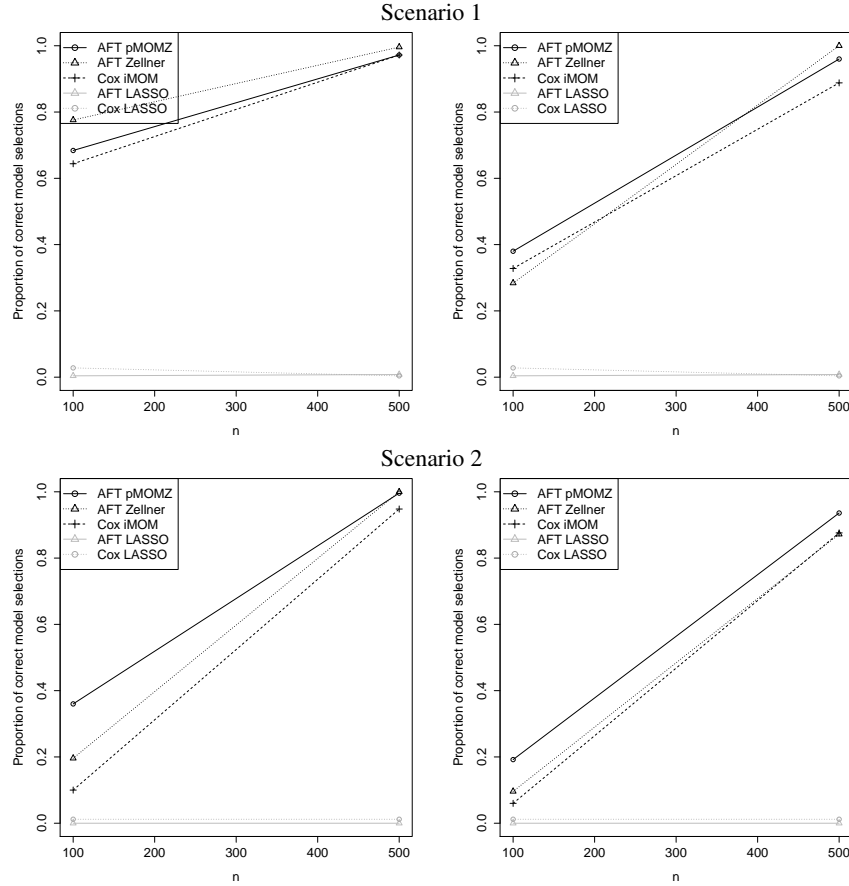 Scenario 1
Proportion of correct model selections
0.0 0.2 0.4 0.6 0.8 1.0
AFT pMOMZ
AFT Zellner
Cox iMOM
AFT LASSO
Cox LASSO
100 200 300 400 500
n
Proportion of correct model selections
0.0 0.2 0.4 0.6 0.8 1.0
AFT pMOMZ
AFT Zellner
Cox iMOM
AFT LASSO
Cox LASSO
100 200 300 400 500
n
Scenario 2
Proportion of correct model selections
0.0 0.2 0.4 0.6 0.8 1.0
AFT pMOMZ
AFT Zellner
Cox iMOM
AFT LASSO
Cox LASSO
100 200 300 400 500
n
Proportion of correct model selections
0.0 0.2 0.4 0.6 0.8 1.0
AFT pMOMZ
AFT Zellner
Cox iMOM
AFT LASSO
Cox LASSO
100 200 300 400 500
n